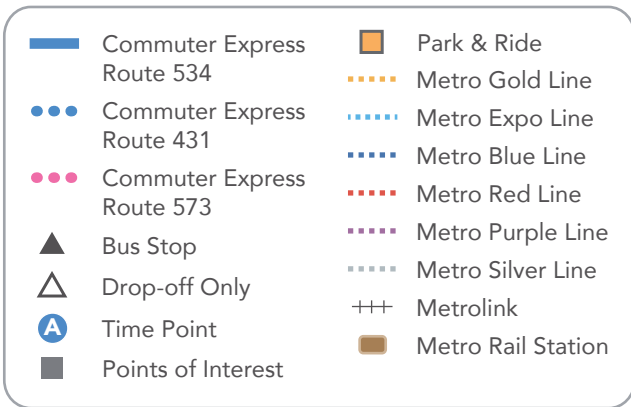 Commuter Express
Route 534
Commuter Express
Route 431
Commuter Express
Route 573
Bus Stop
Drop-off Only
A Time Point
Points of Interest
Park & Ride
Metro Gold Line
Metro Expo Line
Metro Blue Line
Metro Red Line
Metro Purple Line
Metro Silver Line
Metrolink
Metro Rail Station